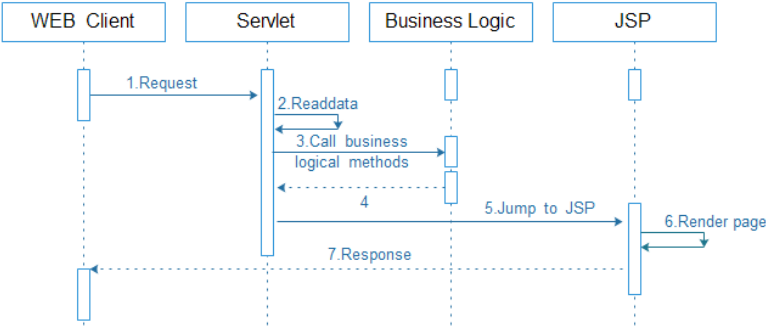 WEB Client
Servlet
Business Logic
JSP
1.Request
2.Readdata
3.Call business
logical methods
4
5.Jump to JSP
6.Render page
7.Response